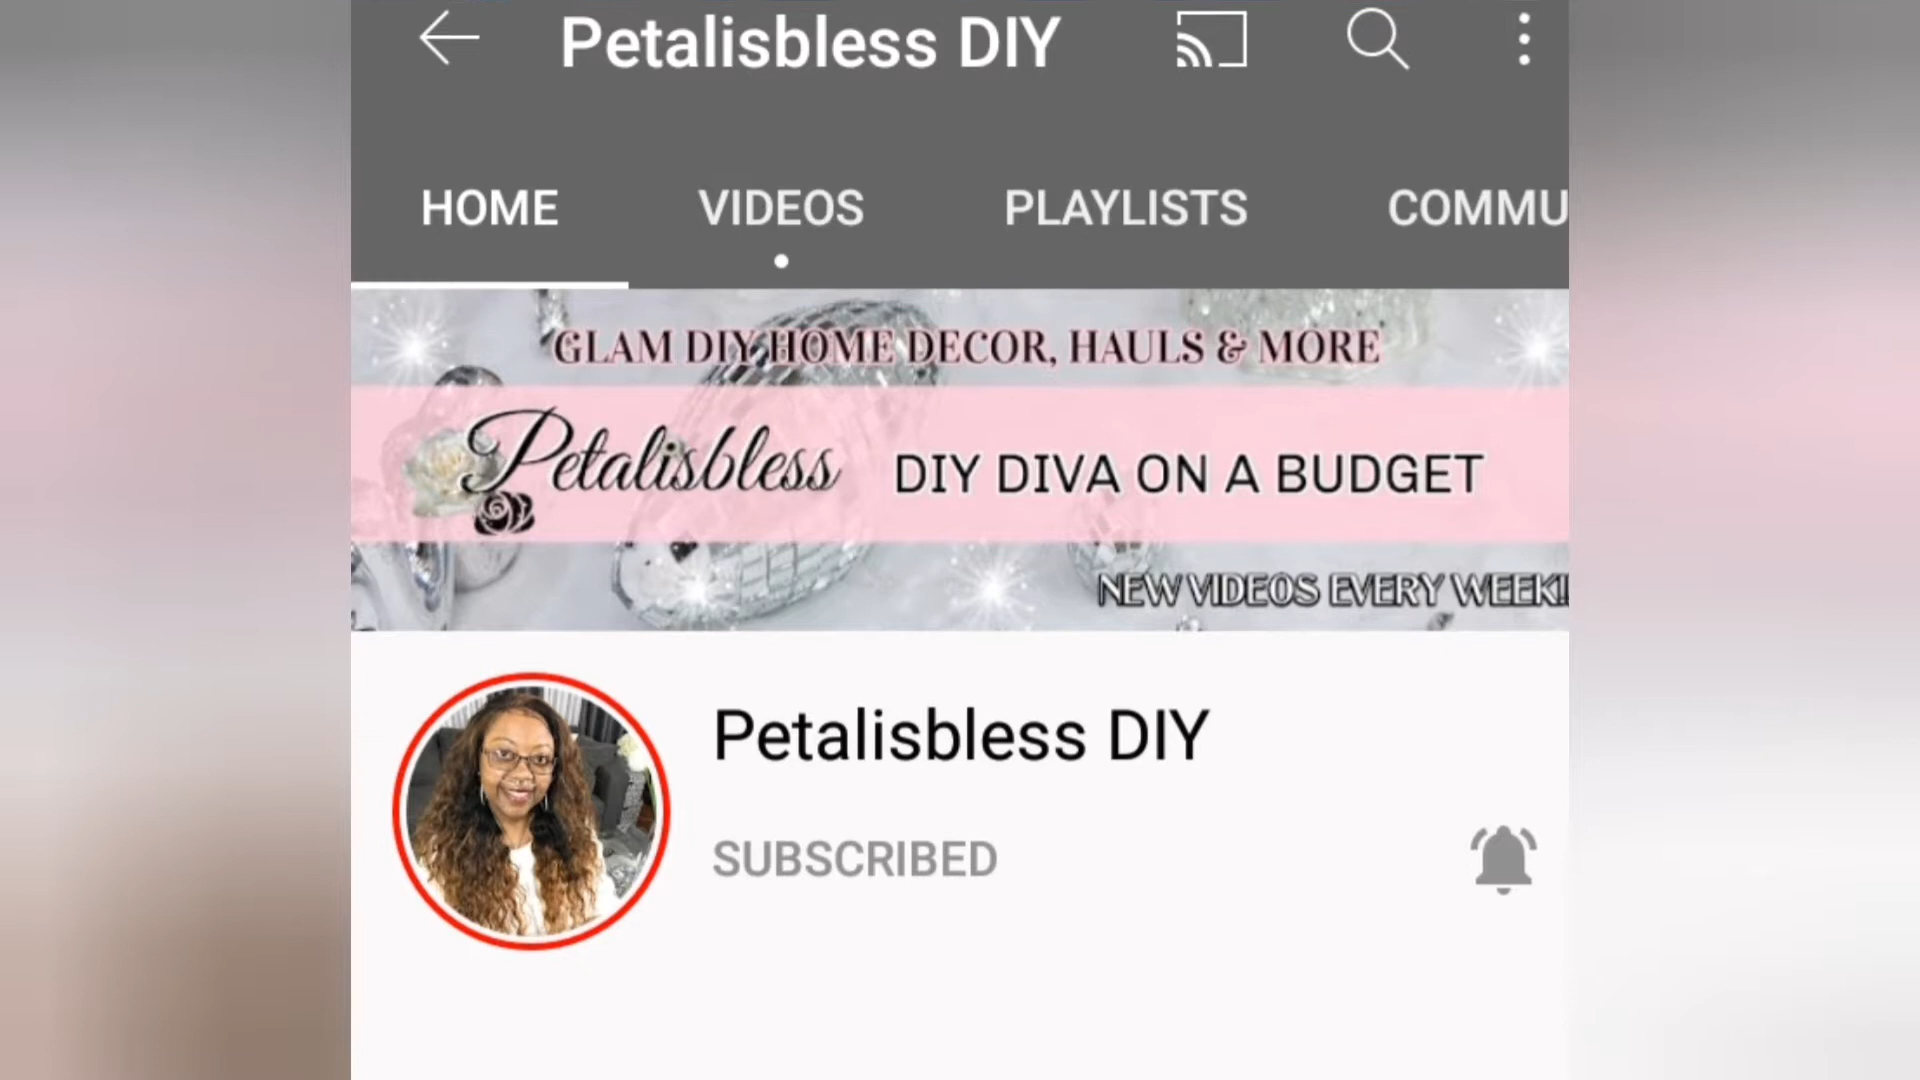 Petalisbless DIY
HOME VIDEOS PLAYLISTS COMMU
GLAM DIY HOME DECOR, HAULS & MORE
Petalisbless DIY DIVA ON A BUDGET
NEW VIDEOS EVERY WEEK!
Petalisbless DIY
SUBSCRIBED